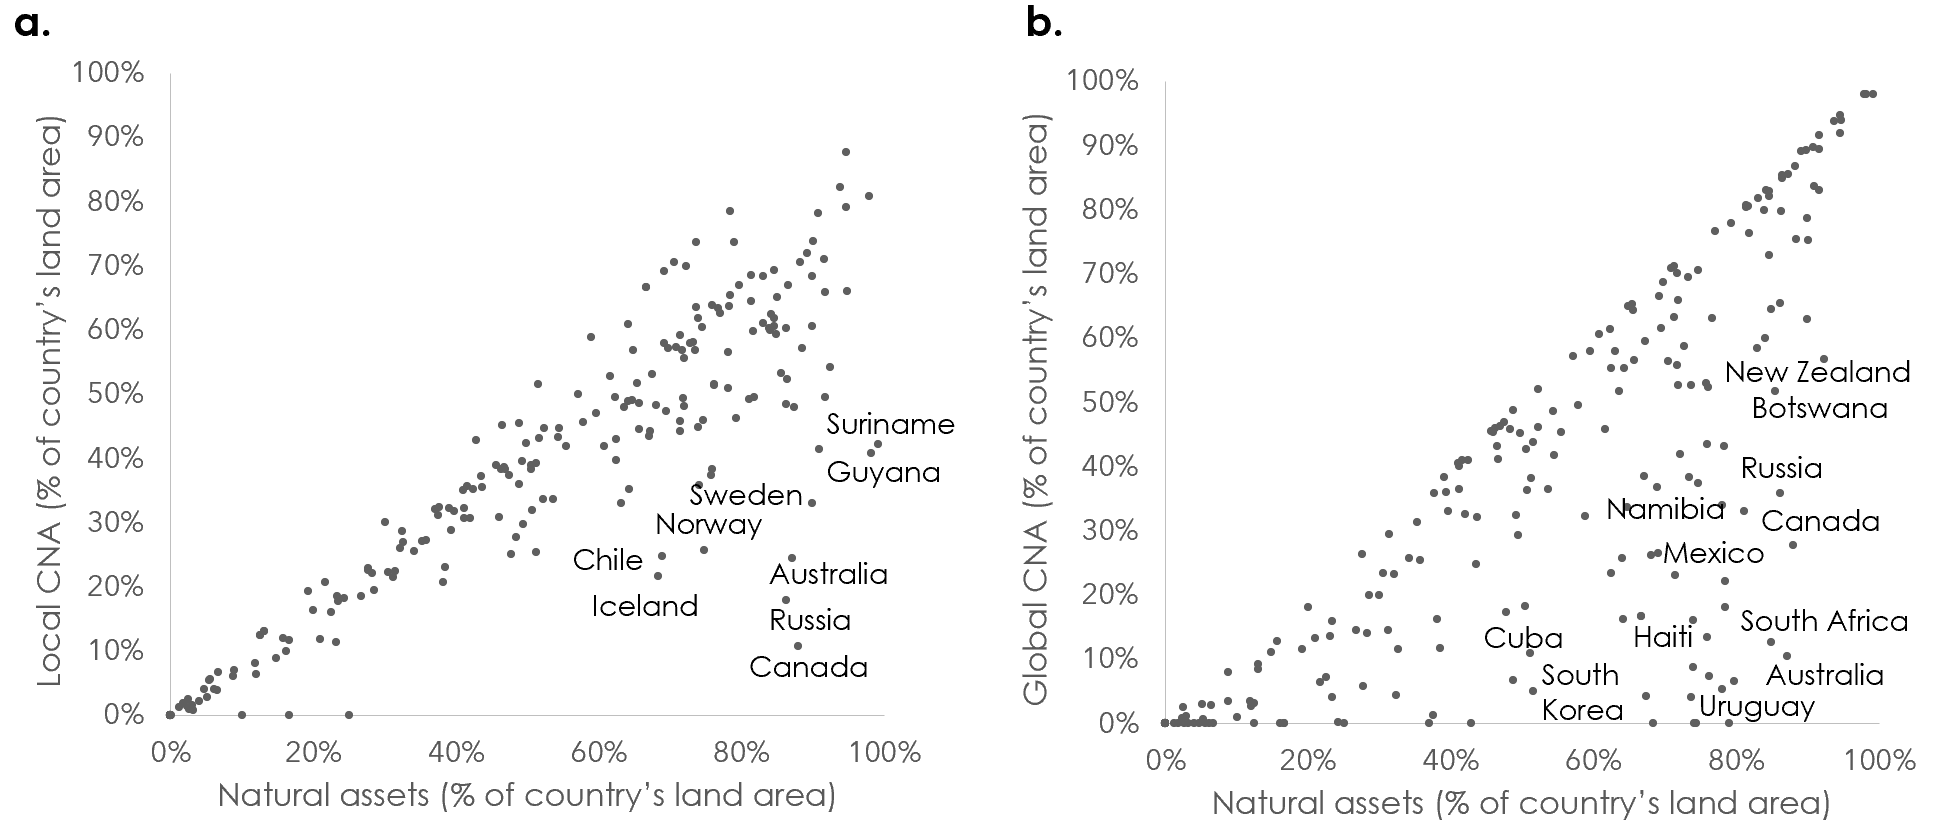 a.
Local CNA (% of country's land area)
100%
90%
80%
70%
60%
50%
40%
30%
20%
10%
0%
Suriname
Guyana
Sweden
Norway
Chile
Australia
Iceland
Russia
Canada
0% 20% 40% 60% 80% 100%
Natural assets (% of country's land area)
b.
Global CNA (% of country's land area)
100%
90%
80%
70%
60%
50%
40%
30%
20%
10%
0%
New Zealand
Botswana
Russia
Namibia
Canada
Mexico
South Africa
Cuba
Haiti
South
Korea
Australia
Uruguay
0% 20% 40% 60% 80% 100%
Natural assets (% of country's land area)